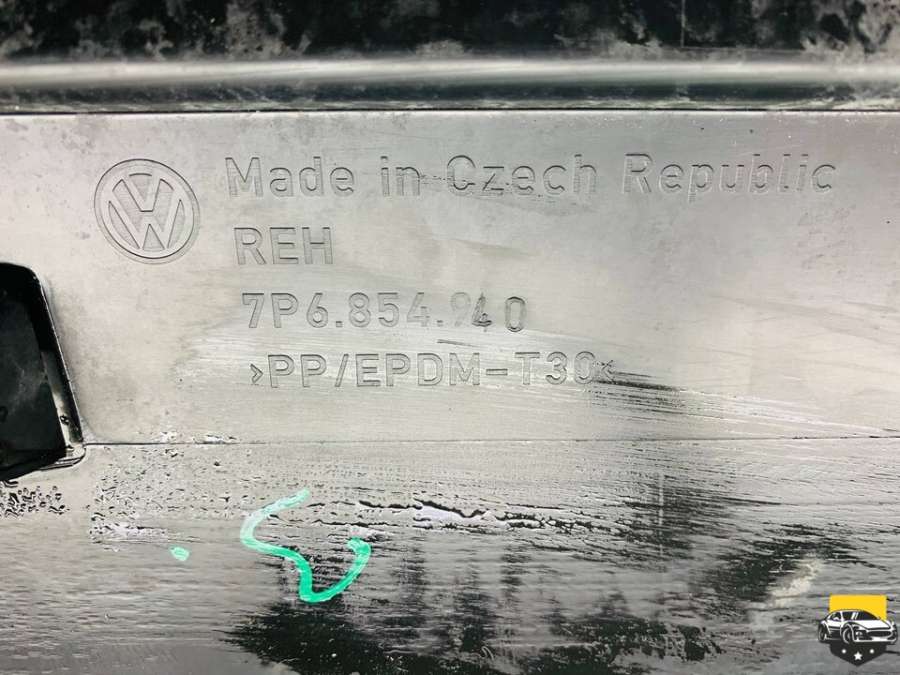 Made in Czech Republic
REH
7P6.854.940
>PP/EPDM-T30<